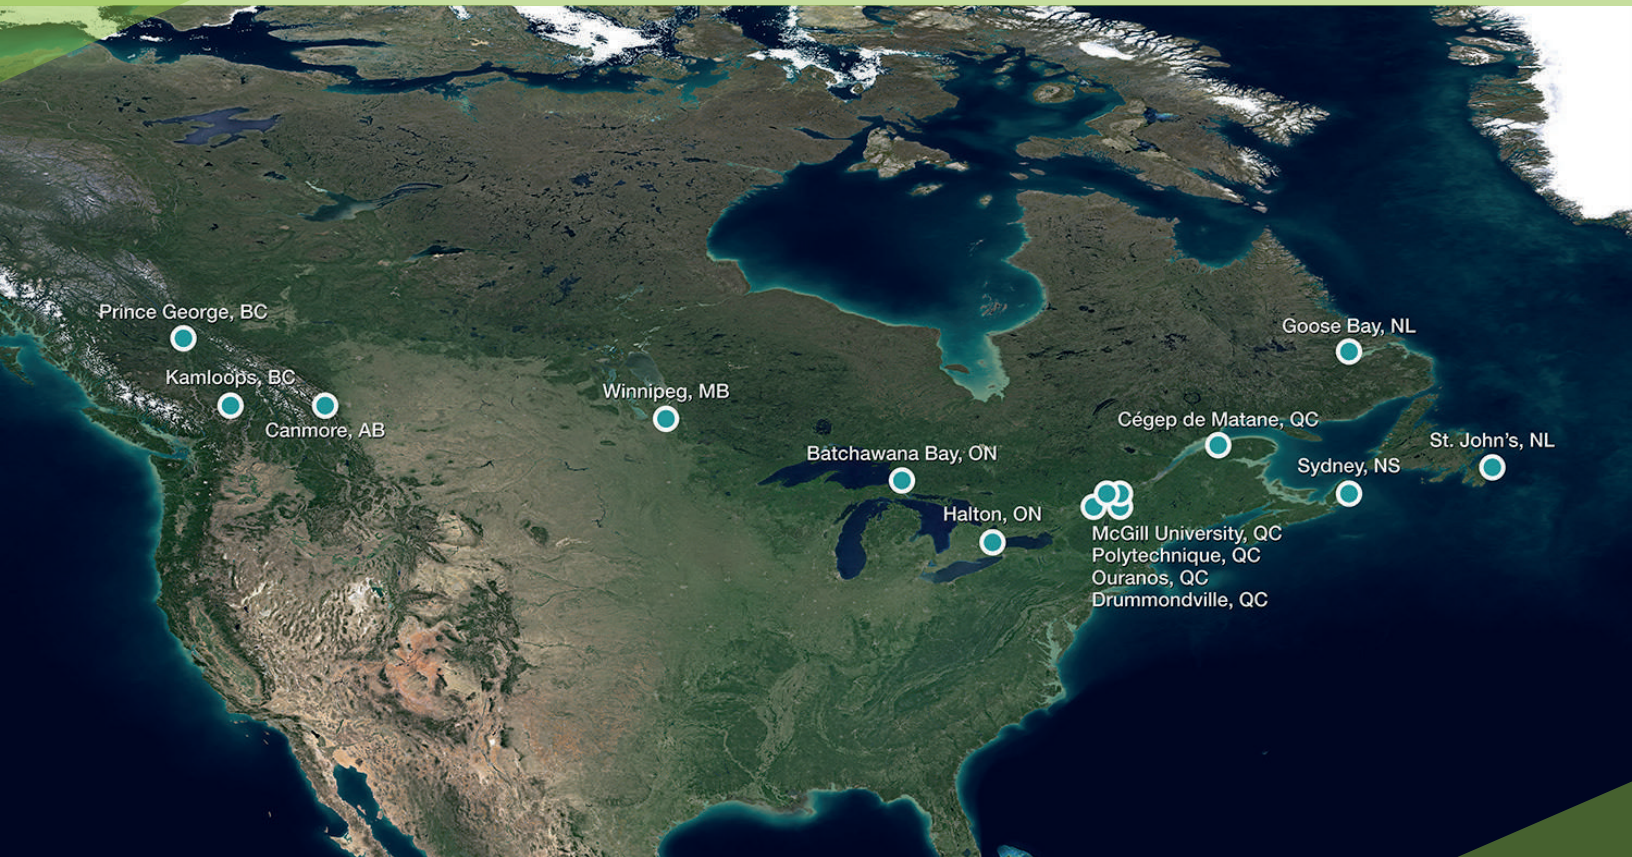 Prince George, BC
Goose Bay, NL
Kamloops, BC
Winnipeg, MB
Cégep de Matane, QC
Canmore, AB
St. John's, NL
Batchawana Bay, ON
Sydney, NS
Halton, ON
McGill University, QC
Polytechnique, QC
Ouranos, QC
Drummondville, QC